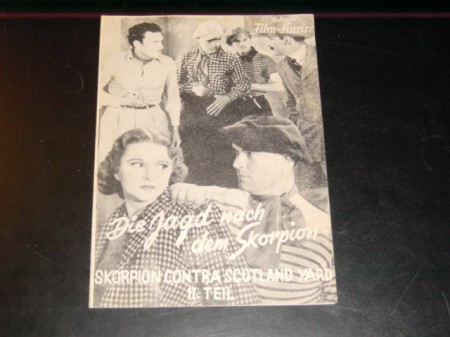 Film-Kurier
Die Jagd nach
dem Skorpion
SKORPION CONTRA SCOTLAND YARD
II. TEIL